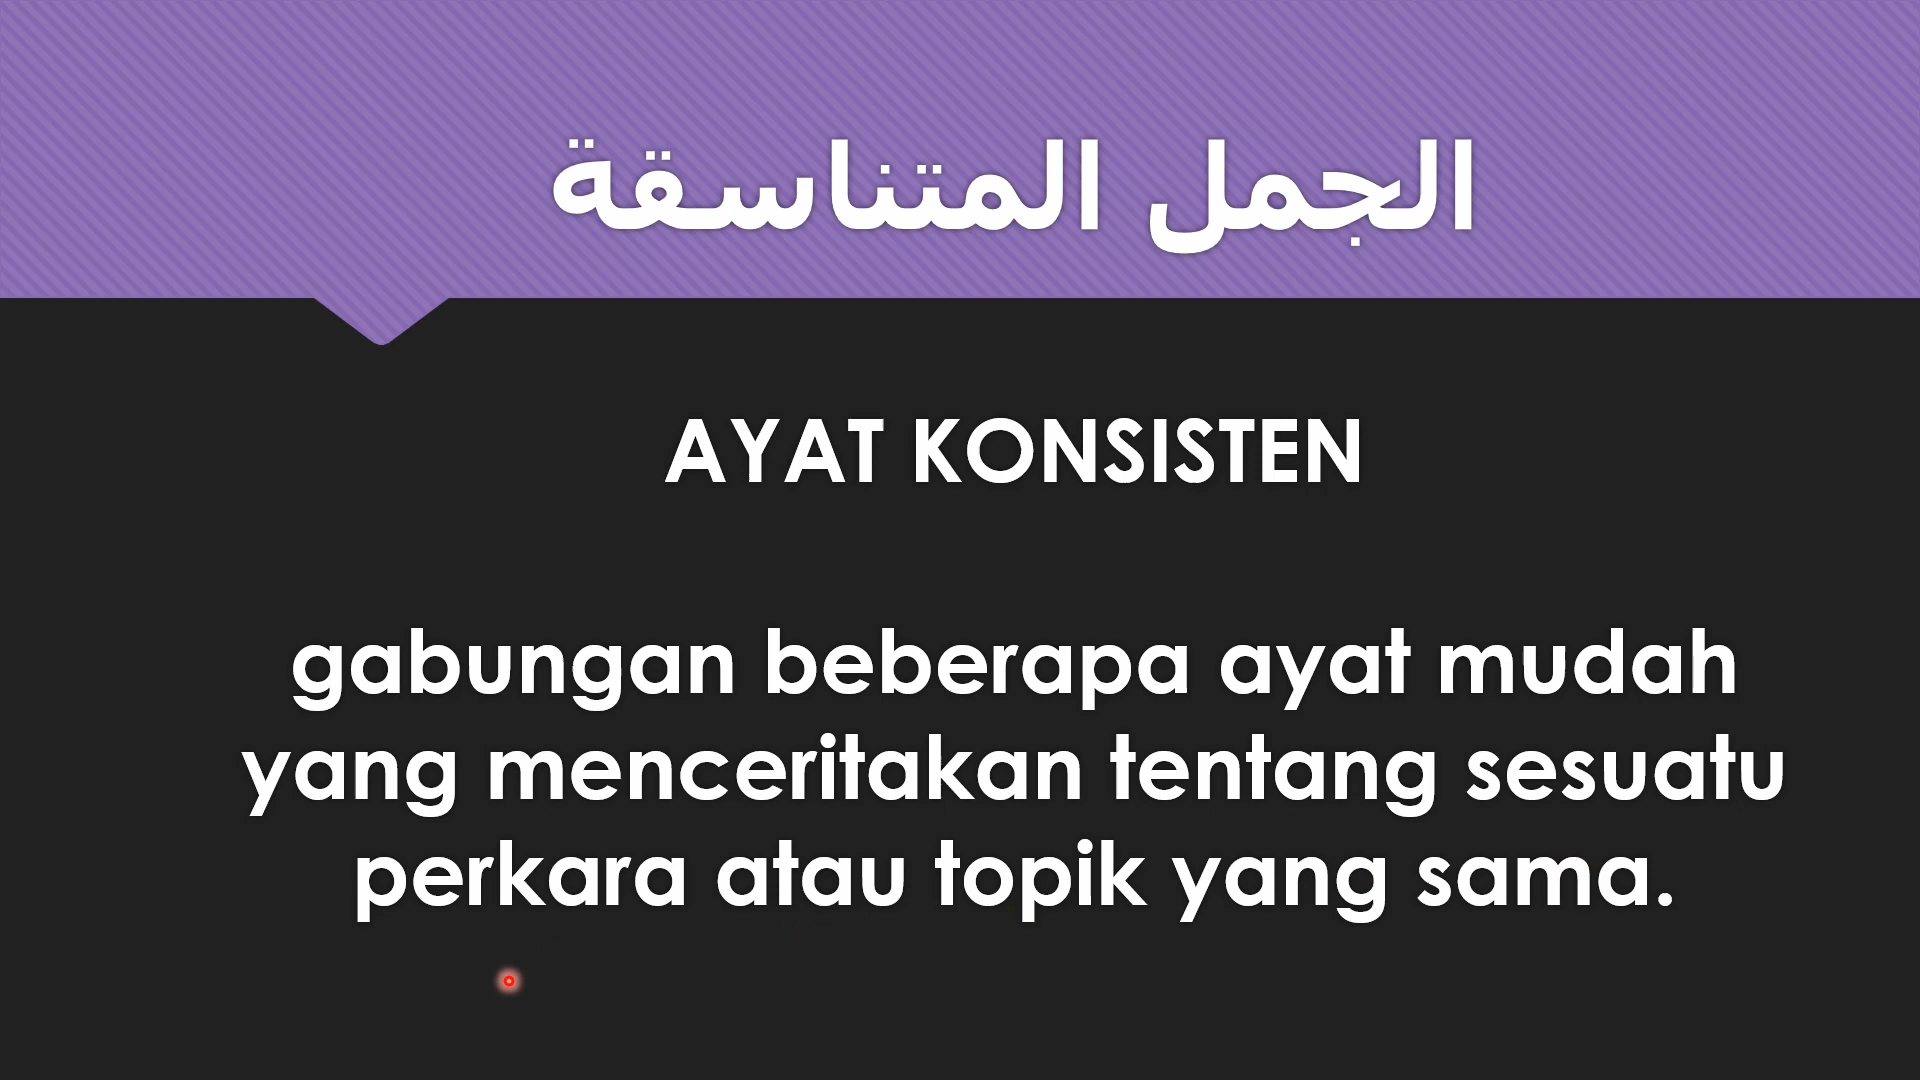 الجمل المتناسقة
AYAT KONSISTEN
gabungan beberapa ayat mudah
yang menceritakan tentang sesuatu
perkara atau topik yang sama.